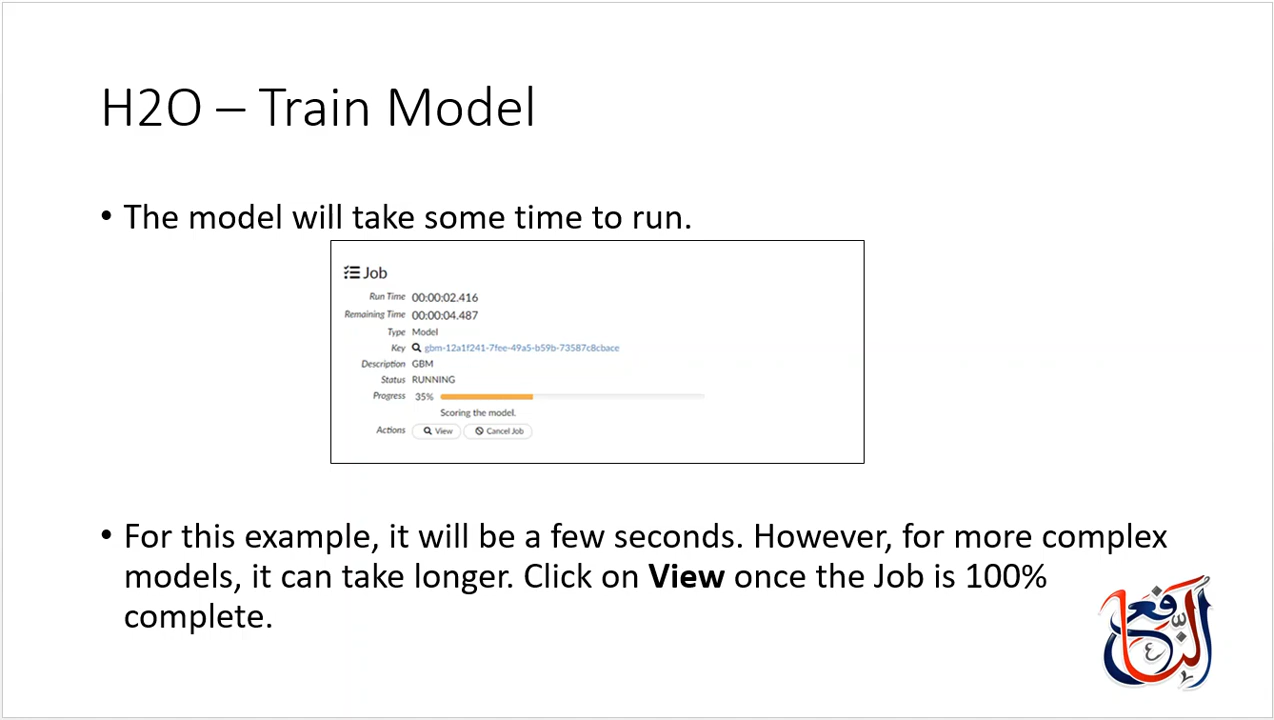 H2O – Train Model
• The model will take some time to run.
Job
Run Time 00:00:02.416
Remaining Time 00:00:04.487
Type Model
Key gbm-12a1f241-7fee-49a5-b59b-73587c8cbace
Description GBM
Status RUNNING
Progress 35%
Scoring the model.
Actions View Cancel Job
• For this example, it will be a few seconds. However, for more complex
models, it can take longer. Click on View once the Job is 100%
complete.